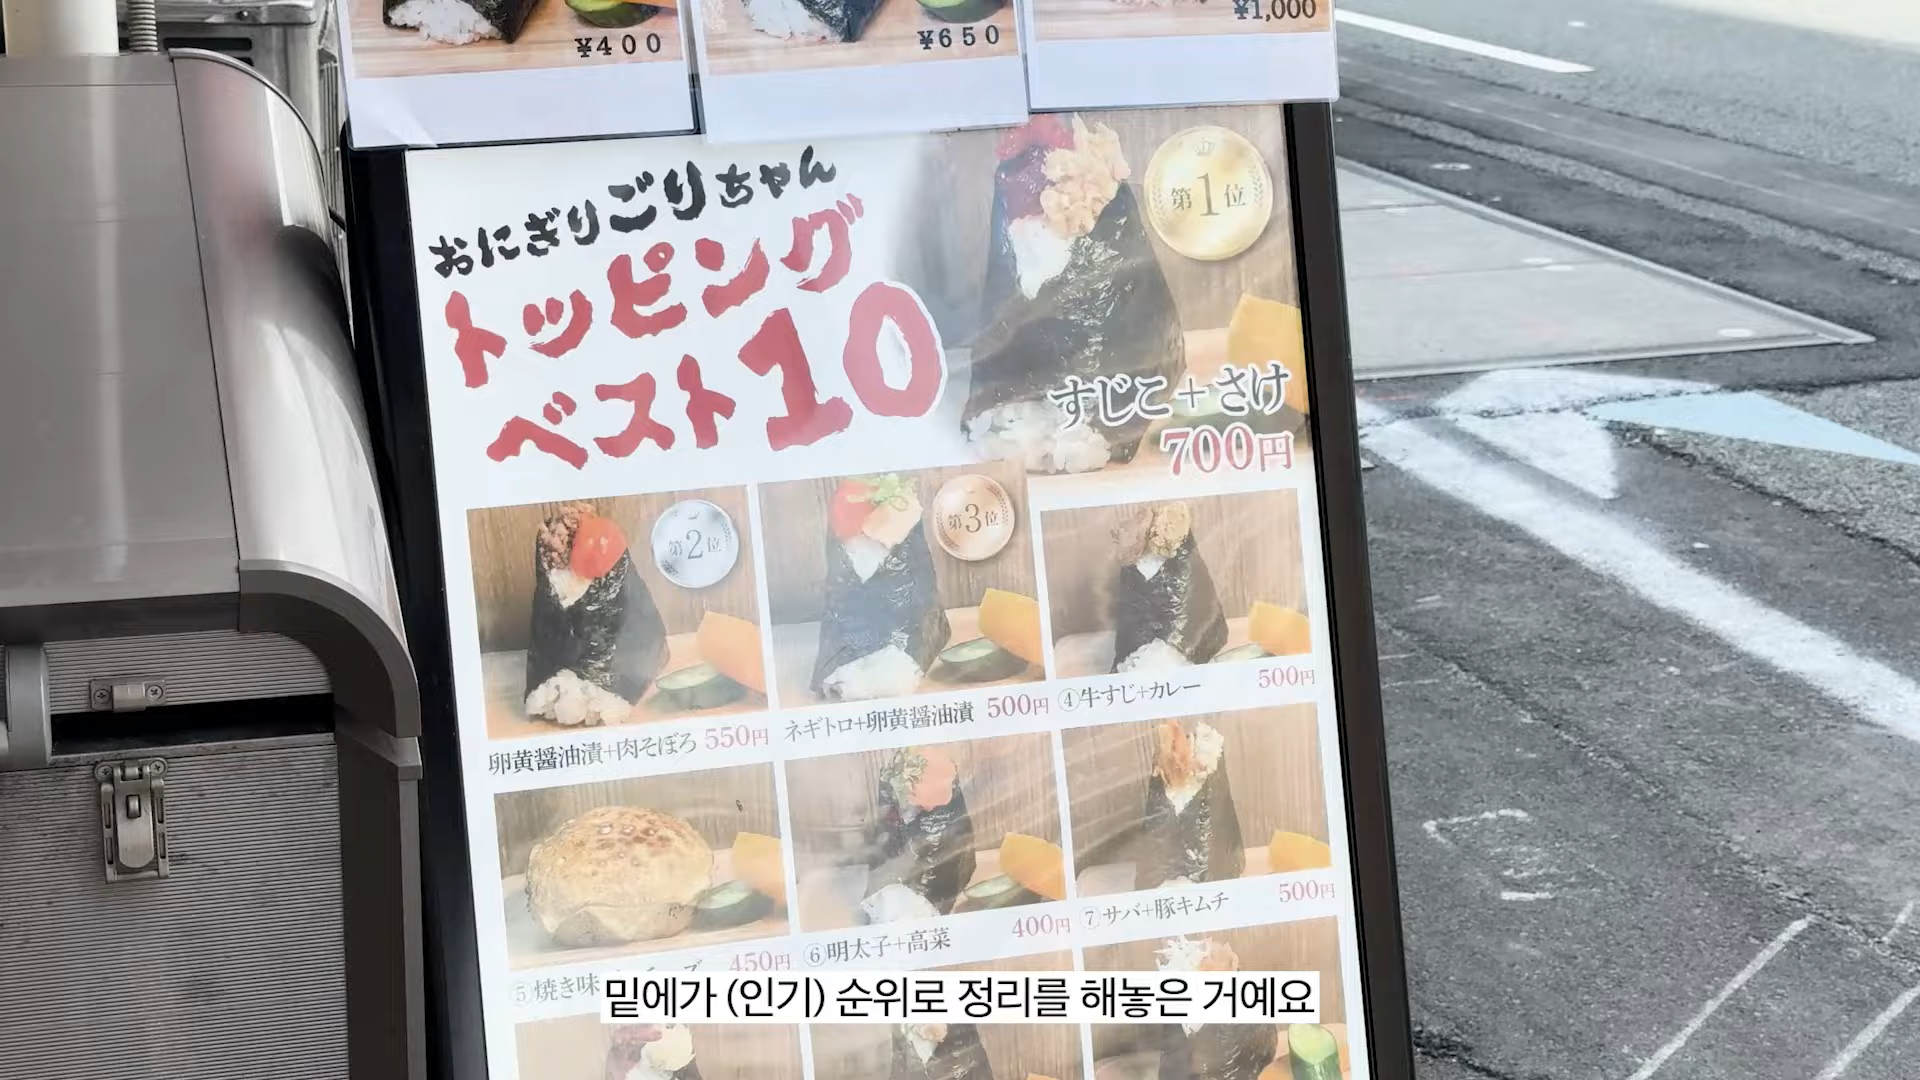 ¥400
¥650
¥1,000
おにぎりごりちゃん
トッピング
ベスト10
第1位
すじこ+さけ
700円
第2位
第3位
卵黄醤油漬+肉そぼろ 550円
ネギトロ+卵黄醤油漬 500円
④牛すじ+カレー 500円
⑤焼き味 450円
⑥明太子+高菜 400円
⑦サバ+豚キムチ 500円
밑에가 (인기) 순위로 정리를 해놓은 거예요